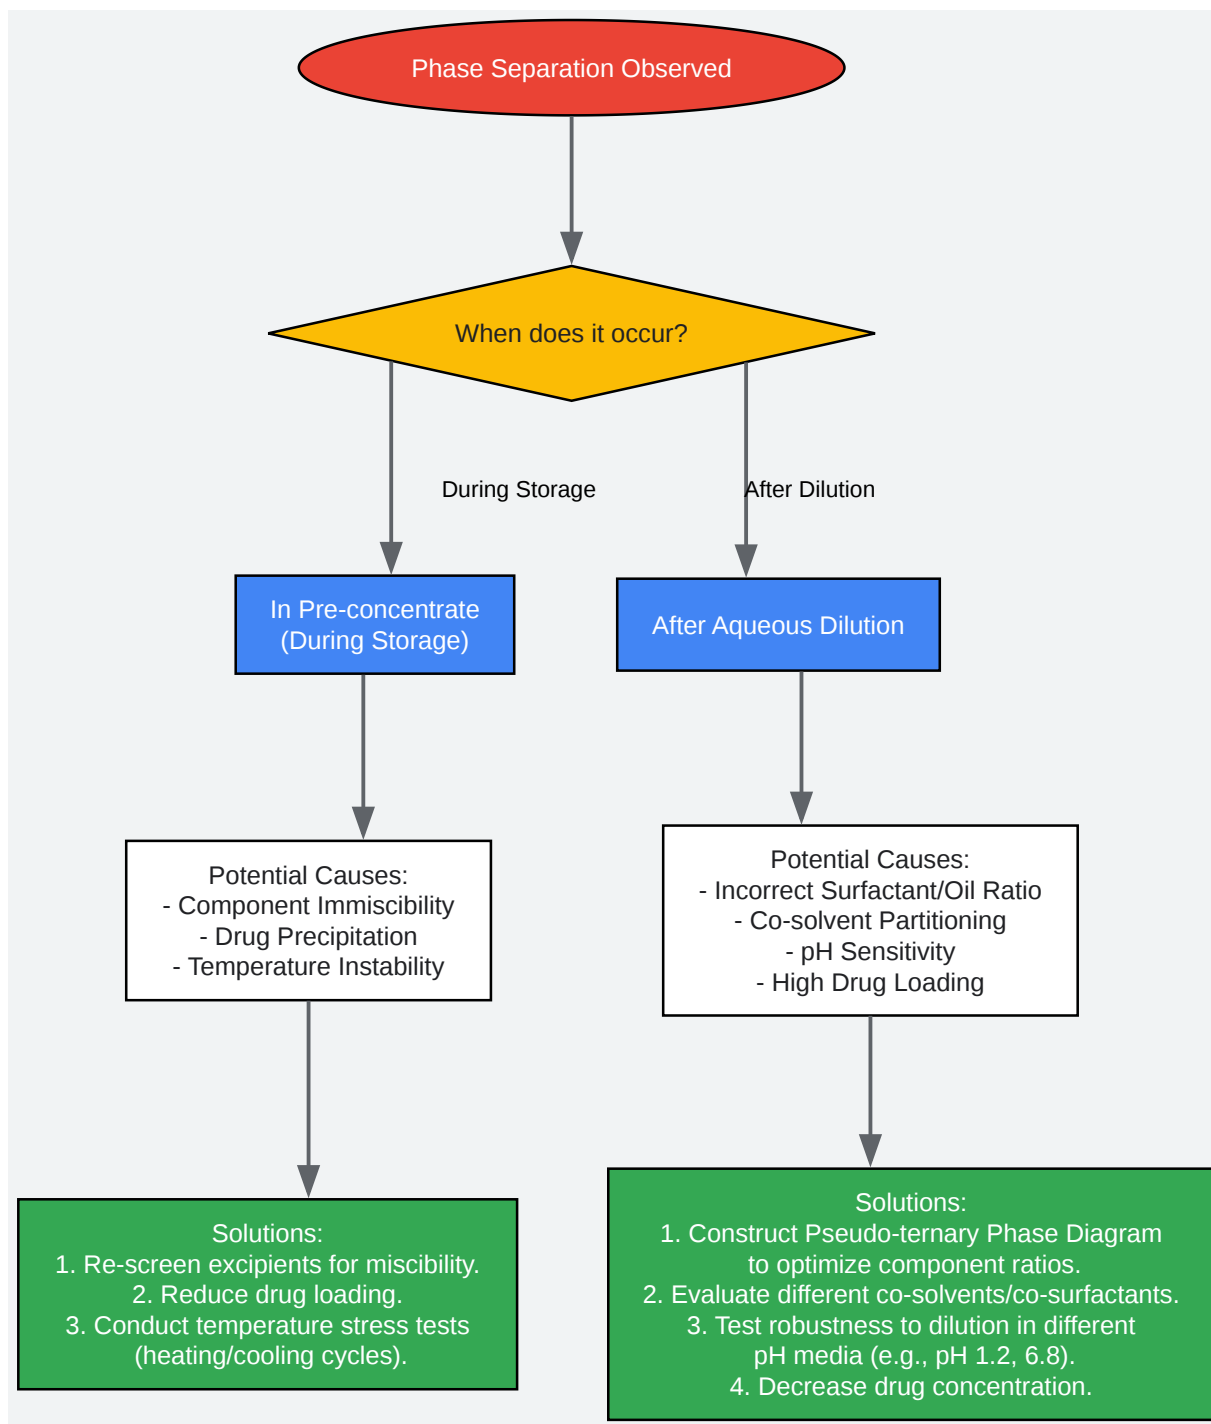 Phase Separation Observed
When does it occur?
During Storage
After Dilution
In Pre-concentrate
(During Storage)
After Aqueous Dilution
Potential Causes:
- Component Immiscibility
- Drug Precipitation
- Temperature Instability
Potential Causes:
- Incorrect Surfactant/Oil Ratio
- Co-solvent Partitioning
- pH Sensitivity
- High Drug Loading
Solutions:
1. Re-screen excipients for miscibility.
2. Reduce drug loading.
3. Conduct temperature stress tests
(heating/cooling cycles).
Solutions:
1. Construct Pseudo-ternary Phase Diagram
to optimize component ratios.
2. Evaluate different co-solvents/co-surfactants.
3. Test robustness to dilution in different
pH media (e.g., pH 1.2, 6.8).
4. Decrease drug concentration.